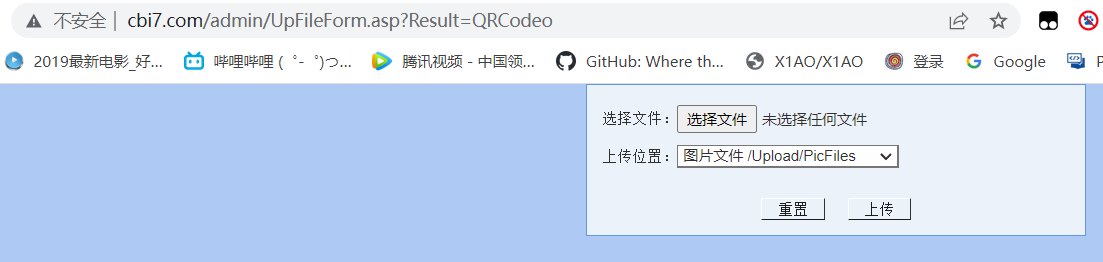 不安全 | cbi7.com/admin/UpFileForm.asp?Result=QRCodeo
2019最新电影_好... 哔哩哔哩 (゜-゜)つ... 腾讯视频 - 中国领... GitHub: Where th... X1AO/X1AO 登录 Google P
选择文件： 选择文件 未选择任何文件
上传位置： 图片文件 /Upload/PicFiles
重置 上传